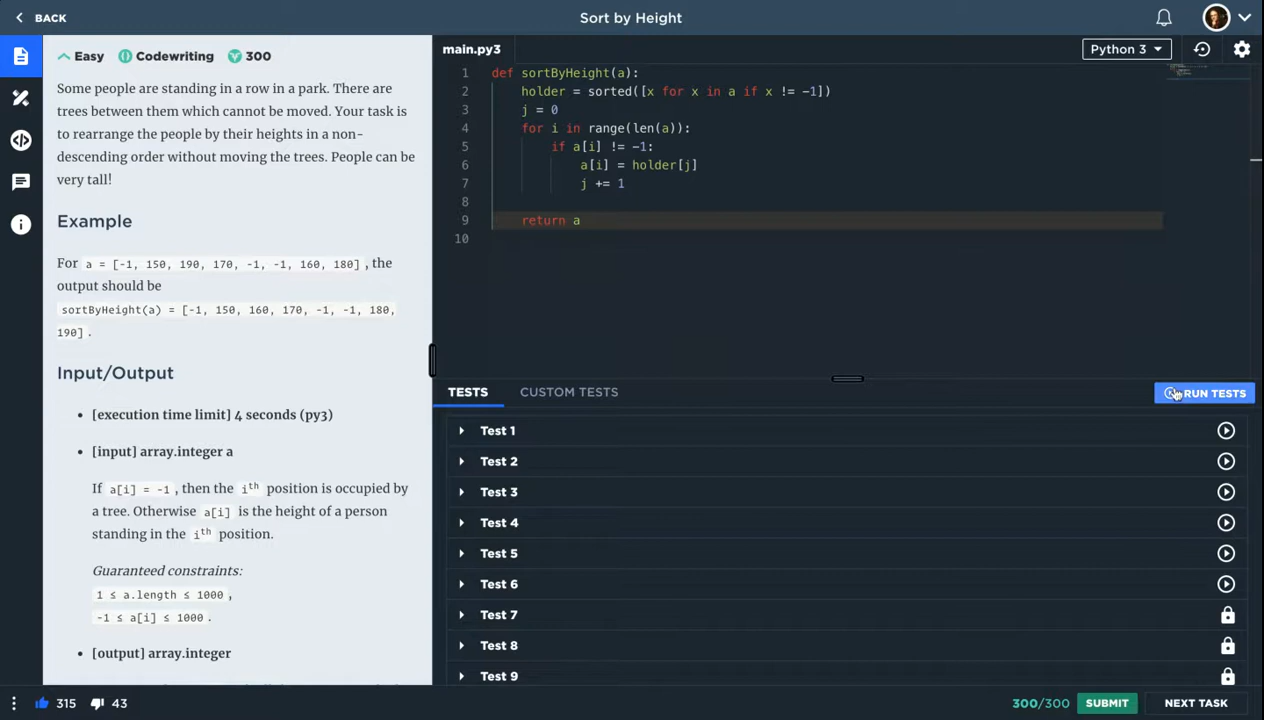 BACK
Sort by Height
Easy
Codewriting
300
Some people are standing in a row in a park. There are
trees between them which cannot be moved. Your task is
to rearrange the people by their heights in a non-
descending order without moving the trees. People can be
very tall!
Example
For a = [-1, 150, 190, 170, -1, -1, 160, 180] , the
output should be
sortByHeight(a) = [-1, 150, 160, 170, -1, -1, 180,
190] .
Input/Output
• [execution time limit] 4 seconds (py3)
• [input] array.integer a
If a[i] = -1 , then the ith position is occupied by
a tree. Otherwise a[i] is the height of a person
standing in the ith position.
Guaranteed constraints:
1 ≤ a.length ≤ 1000 ,
-1 ≤ a[i] ≤ 1000 .
• [output] array.integer
315
43
main.py3
Python 3
1 def sortByHeight(a):
2     holder = sorted([x for x in a if x != -1])
3     j = 0
4     for i in range(len(a)):
5         if a[i] != -1:
6             a[i] = holder[j]
7             j += 1
8
9     return a
10
TESTS
CUSTOM TESTS
RUN TESTS
Test 1
Test 2
Test 3
Test 4
Test 5
Test 6
Test 7
Test 8
Test 9
300/300
SUBMIT
NEXT TASK